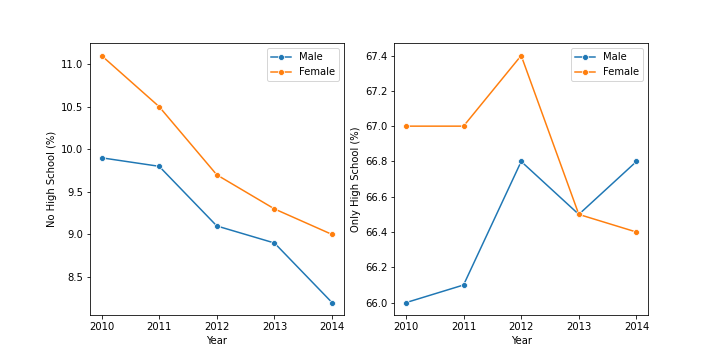 Male
Female
11.0
10.5
10.0
9.5
9.0
8.5
No High School (%)
2010 2011 2012 2013 2014
Year
Male
Female
67.4
67.2
67.0
66.8
66.6
66.4
66.2
66.0
Only High School (%)
2010 2011 2012 2013 2014
Year